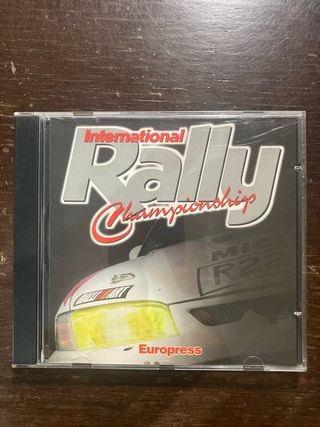 International
Rally
Championship
Europress